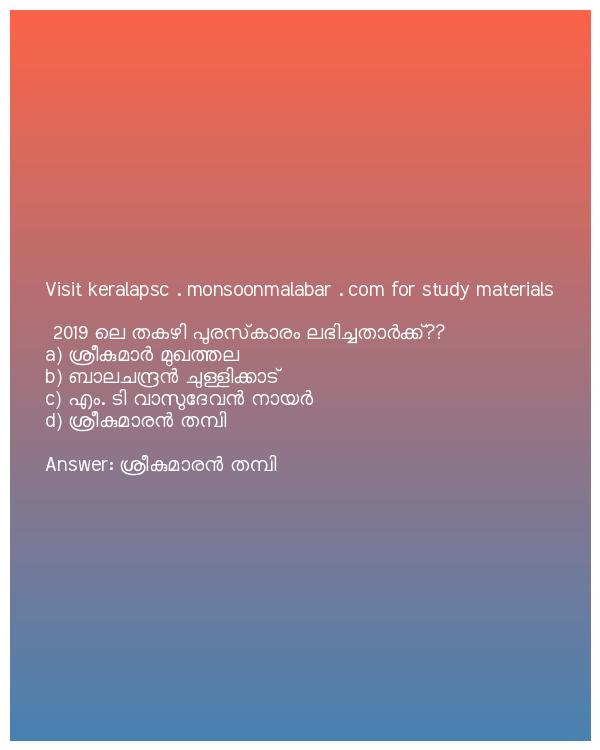 Visit keralapsc . monsoonmalabar . com for study materials
2019 ലെ തകഴി പുരസ്‌കാരം ലഭിച്ചതാർക്ക്??
a) ശ്രീകുമാർ മുഖത്തല
b) ബാലചന്ദ്രൻ ചുള്ളിക്കാട്
c) എം. ടി വാസുദേവൻ നായർ
d) ശ്രീകുമാരൻ തമ്പി
Answer: ശ്രീകുമാരൻ തമ്പി